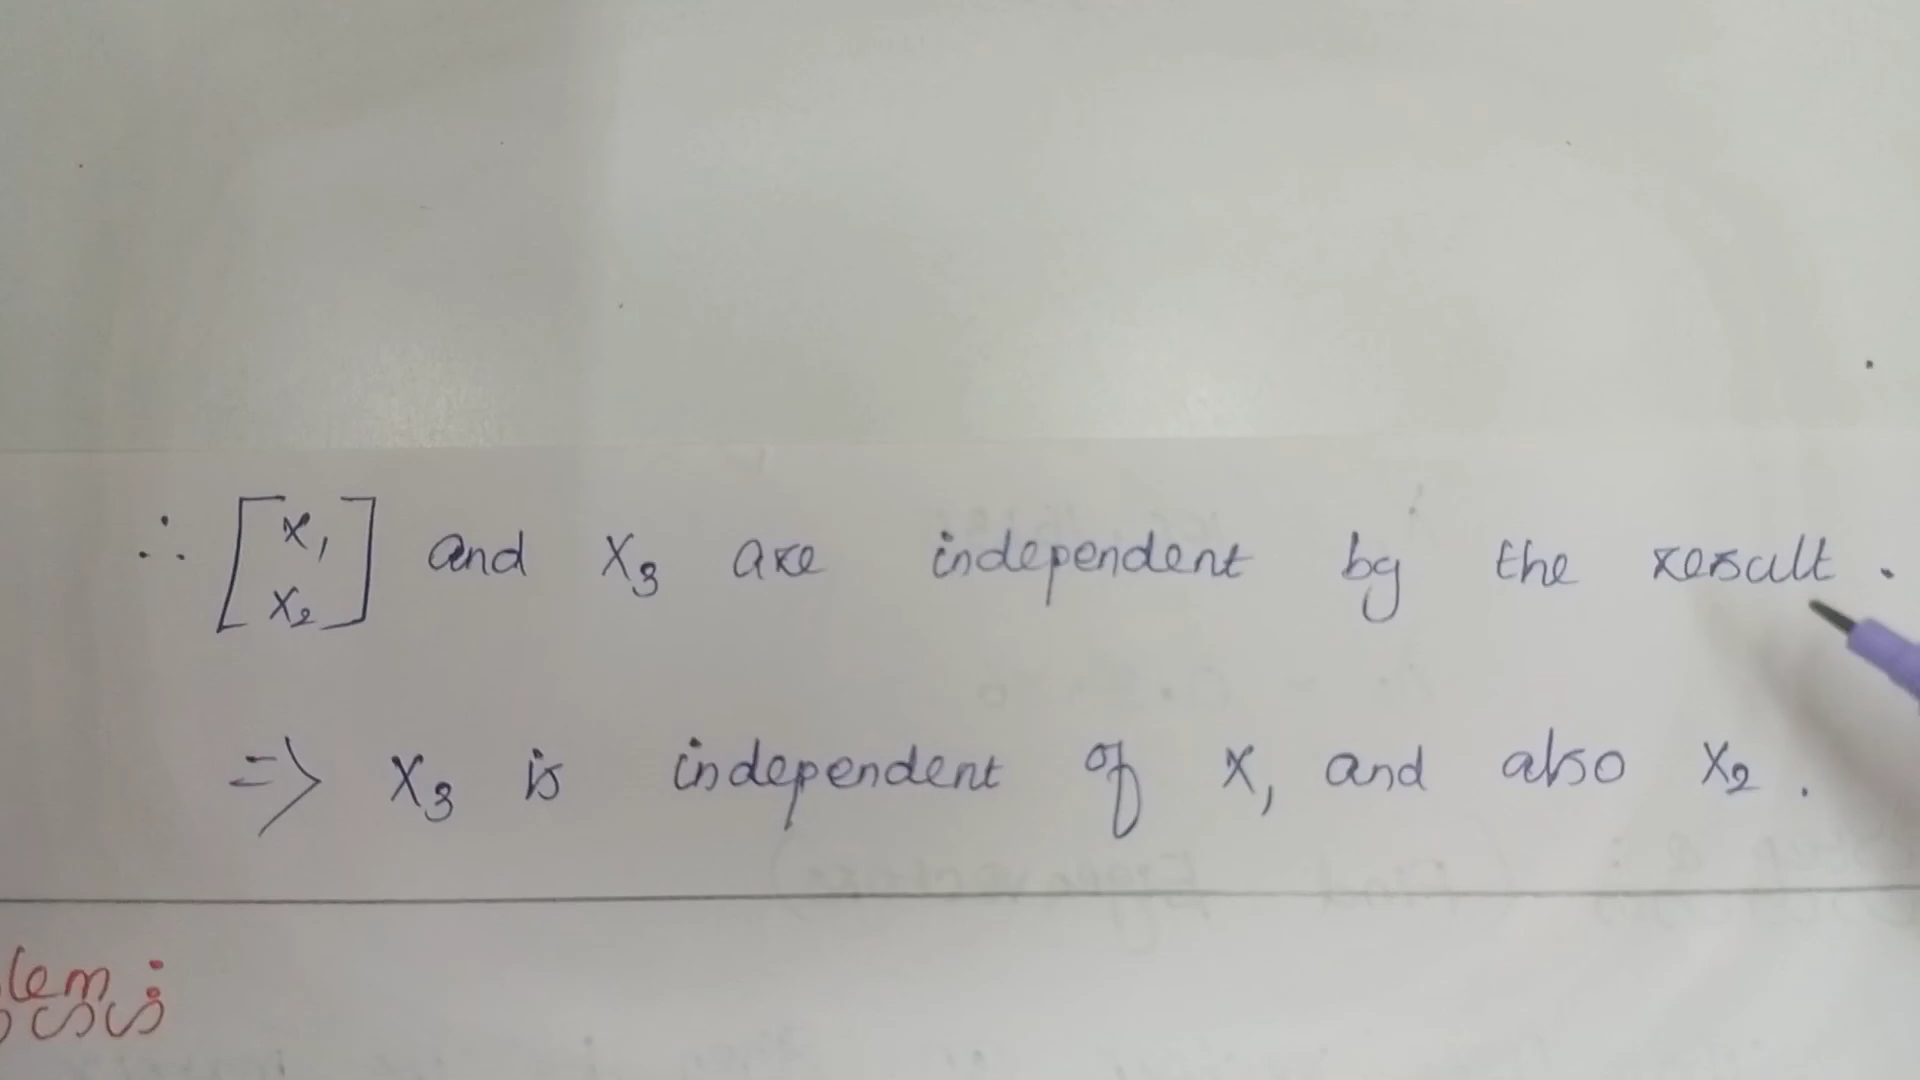 ∴ [x₁ x₂] and X₃ are independent by the result.
⇒ X₃ is independent of X₁ and also X₂.
lem: